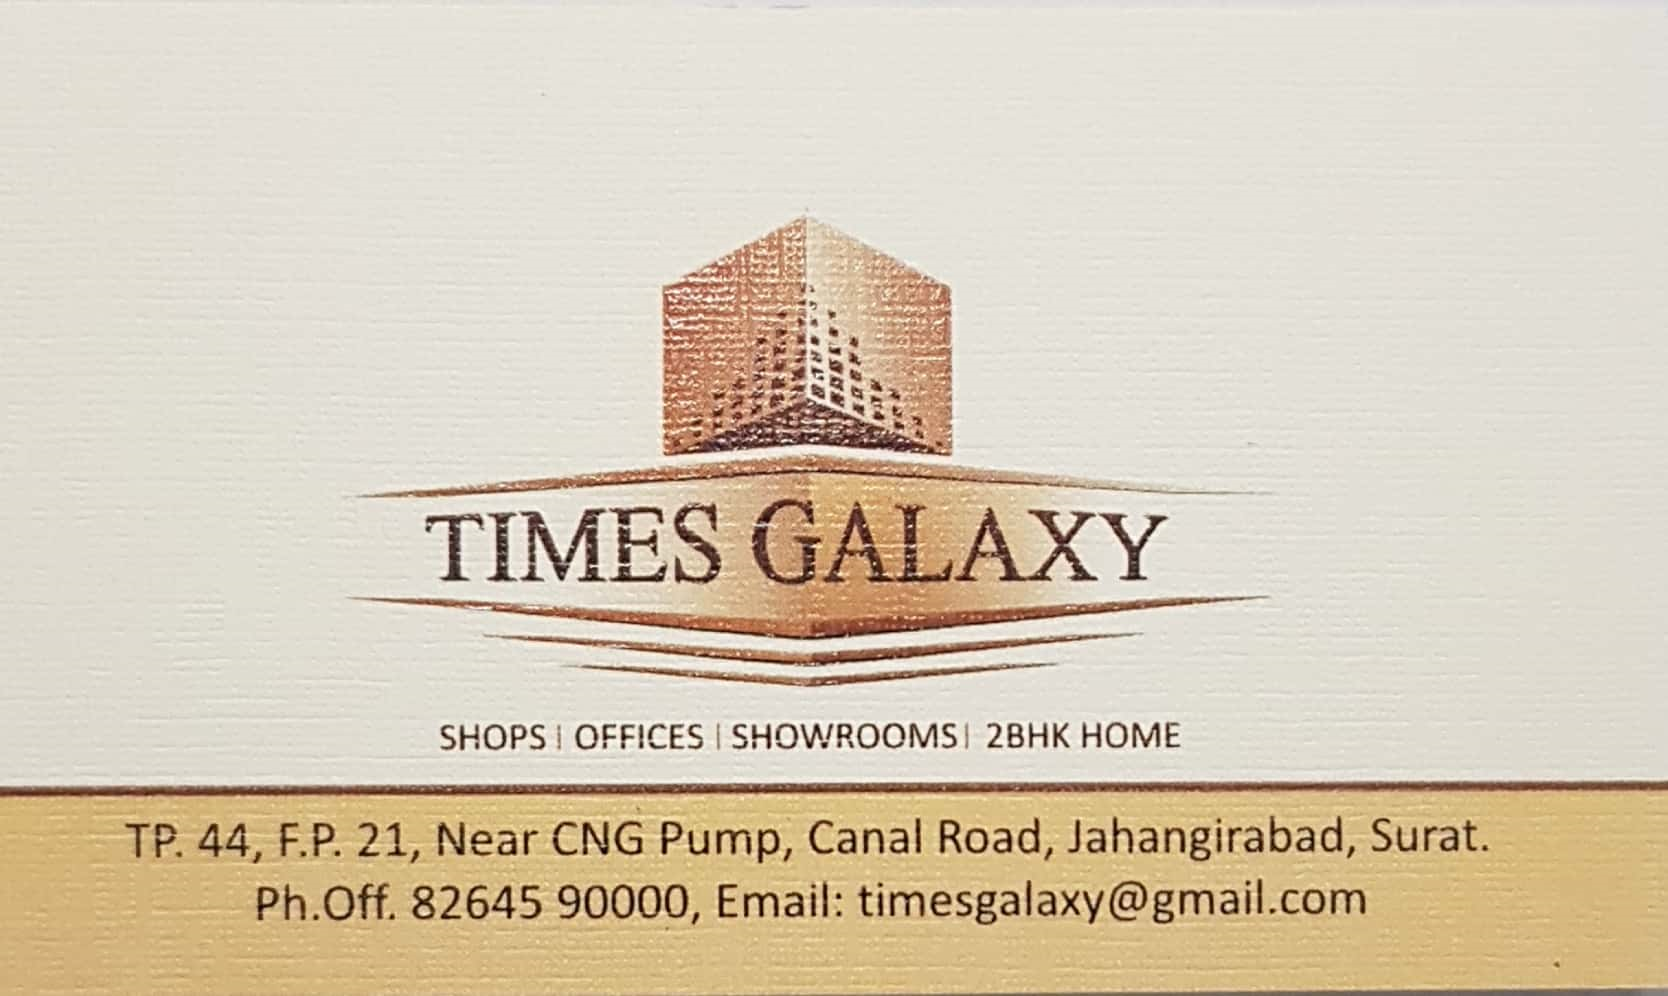 TIMES GALAXY
SHOPS | OFFICES | SHOWROOMS | 2BHK HOME
TP. 44, F.P. 21, Near CNG Pump, Canal Road, Jahangirabad, Surat.
Ph.Off. 82645 90000, Email: timesgalaxy@gmail.com